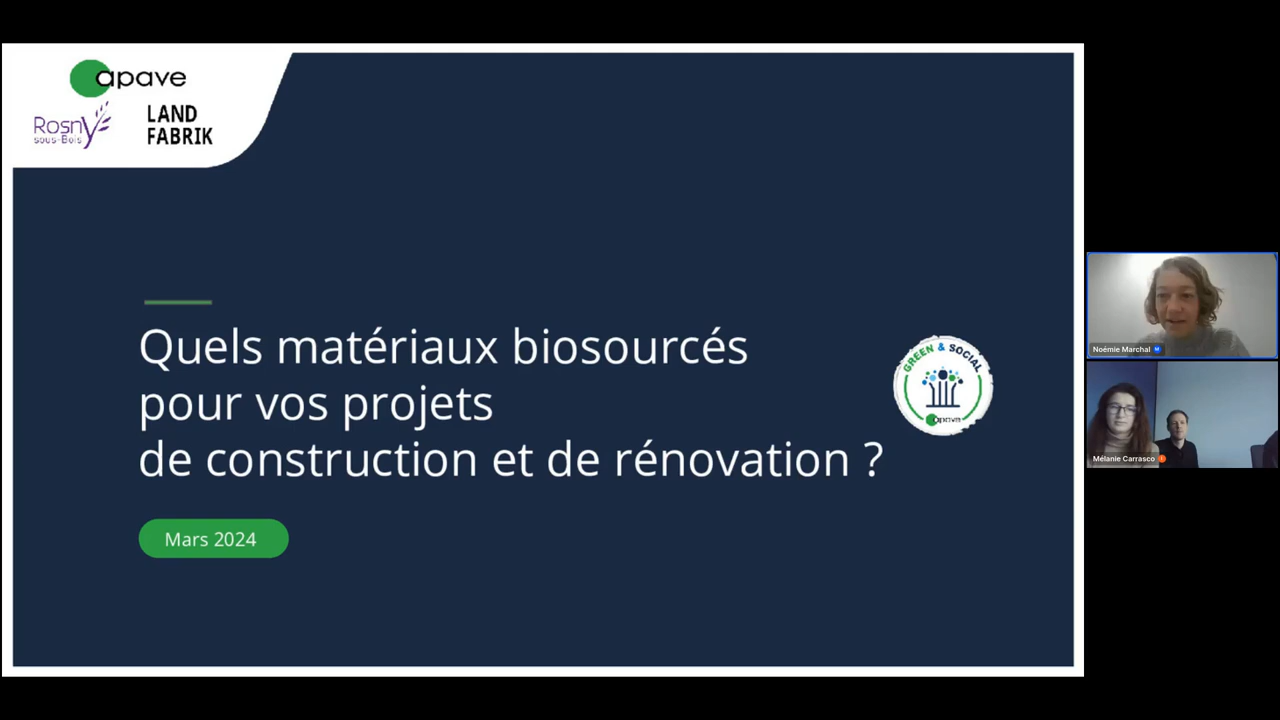 apave
Rosny
sous-Bois
LAND
FABRIK
Quels matériaux biosourcés
pour vos projets
de construction et de rénovation ?
Mars 2024
GREEN & SOCIAL
apave
Noémie Marchal
Mélanie Carrasco